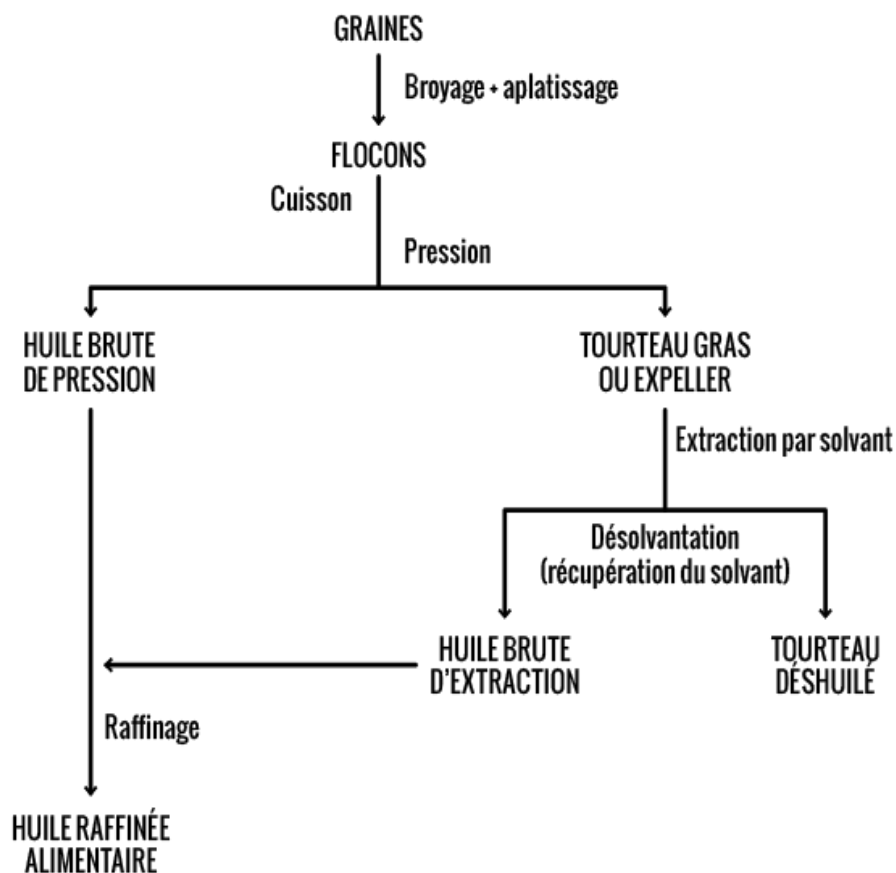 GRAINES
Broyage + aplatissage
FLOCONS
Cuisson
Pression
HUILE BRUTE
DE PRESSION
TOURTEAU GRAS
OU EXPELLER
Extraction par solvant
Désolvantation
(récupération du solvant)
HUILE BRUTE
D'EXTRACTION
TOURTEAU
DÉSHUILÉ
Raffinage
HUILE RAFFINÉE
ALIMENTAIRE